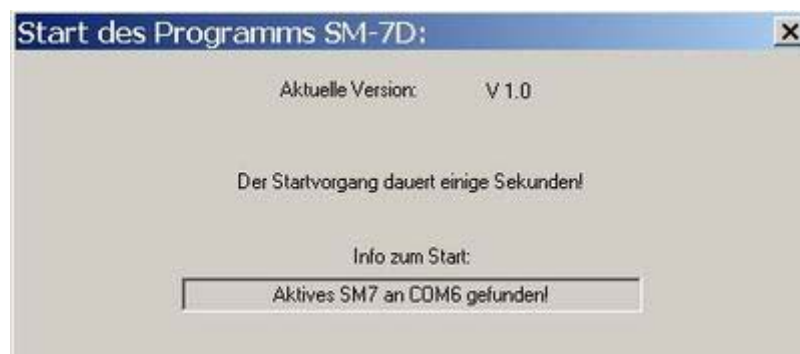 Start des Programms SM-7D:
Aktuelle Version: V 1.0
Der Startvorgang dauert einige Sekunden!
Info zum Start:
Aktives SM7 an COM6 gefunden!